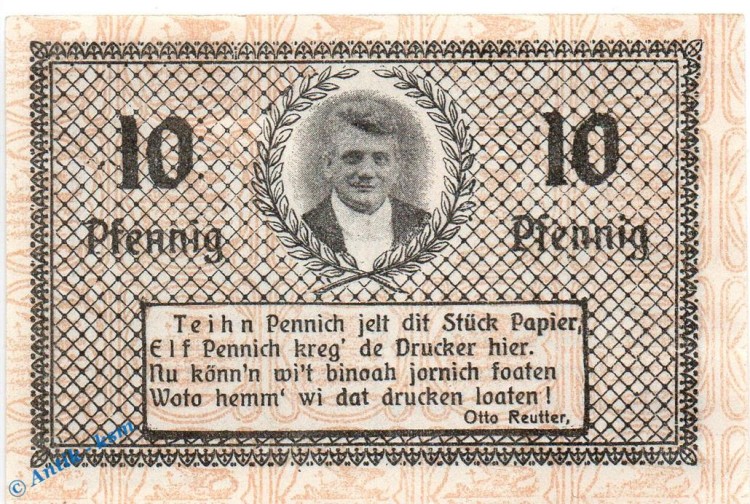 10
10
Pfennig
Pfennig
Teihn Pennich jelt dit Stück Papier,
Elf Pennich kreg' de Drucker hier.
Nu könn'n wi't binoah jornich foaten
Woto hemm' wi dat drucken loaten!
Otto Reutter,